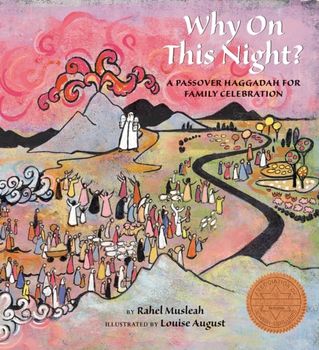 Why On
This Night?
A PASSOVER HAGGADAH FOR
FAMILY CELEBRATION
BY Rahel Musleah
ILLUSTRATED BY Louise August